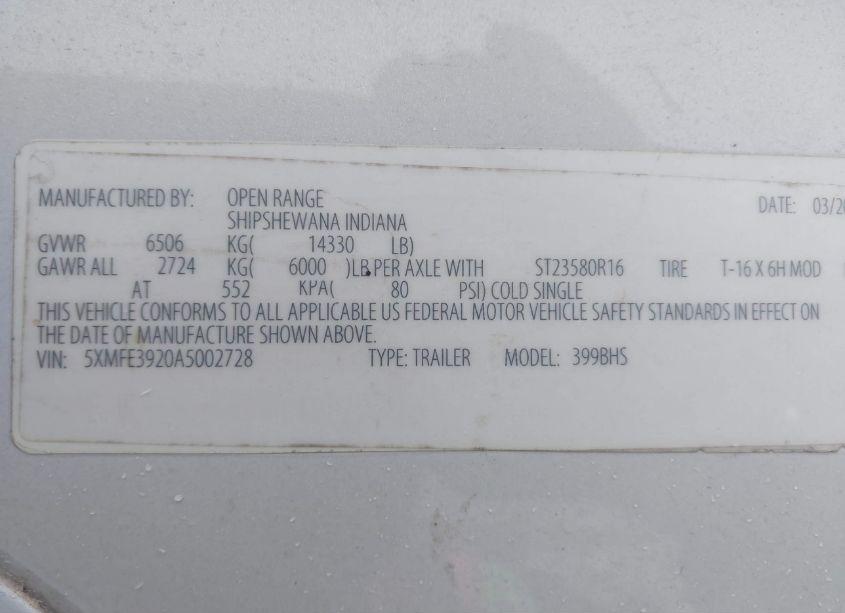 MANUFACTURED BY: OPEN RANGE DATE: 03/20
SHIPSHEWANA INDIANA
GVWR 6506 KG( 14330 LB)
GAWR ALL 2724 KG( 6000 )LB PER AXLE WITH ST23580R16 TIRE T-16 X 6H MOD
AT 552 KPA( 80 PSI) COLD SINGLE
THIS VEHICLE CONFORMS TO ALL APPLICABLE US FEDERAL MOTOR VEHICLE SAFETY STANDARDS IN EFFECT ON
THE DATE OF MANUFACTURE SHOWN ABOVE.
VIN: 5XMFE3920A5002728 TYPE: TRAILER MODEL: 399BHS